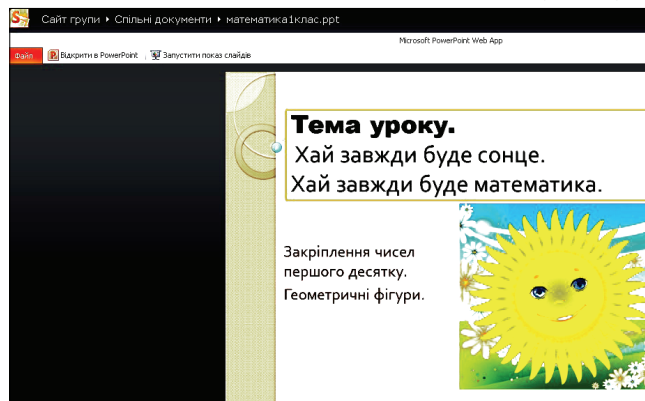 Сайт групи ▸ Спільні документи ▸ математика1клас.ppt
Microsoft PowerPoint Web App
Файл Відкрити в PowerPoint Запустити показ слайдів
Тема уроку.
Хай завжди буде сонце.
Хай завжди буде математика.
Закріплення чисел
першого десятку.
Геометричні фігури.